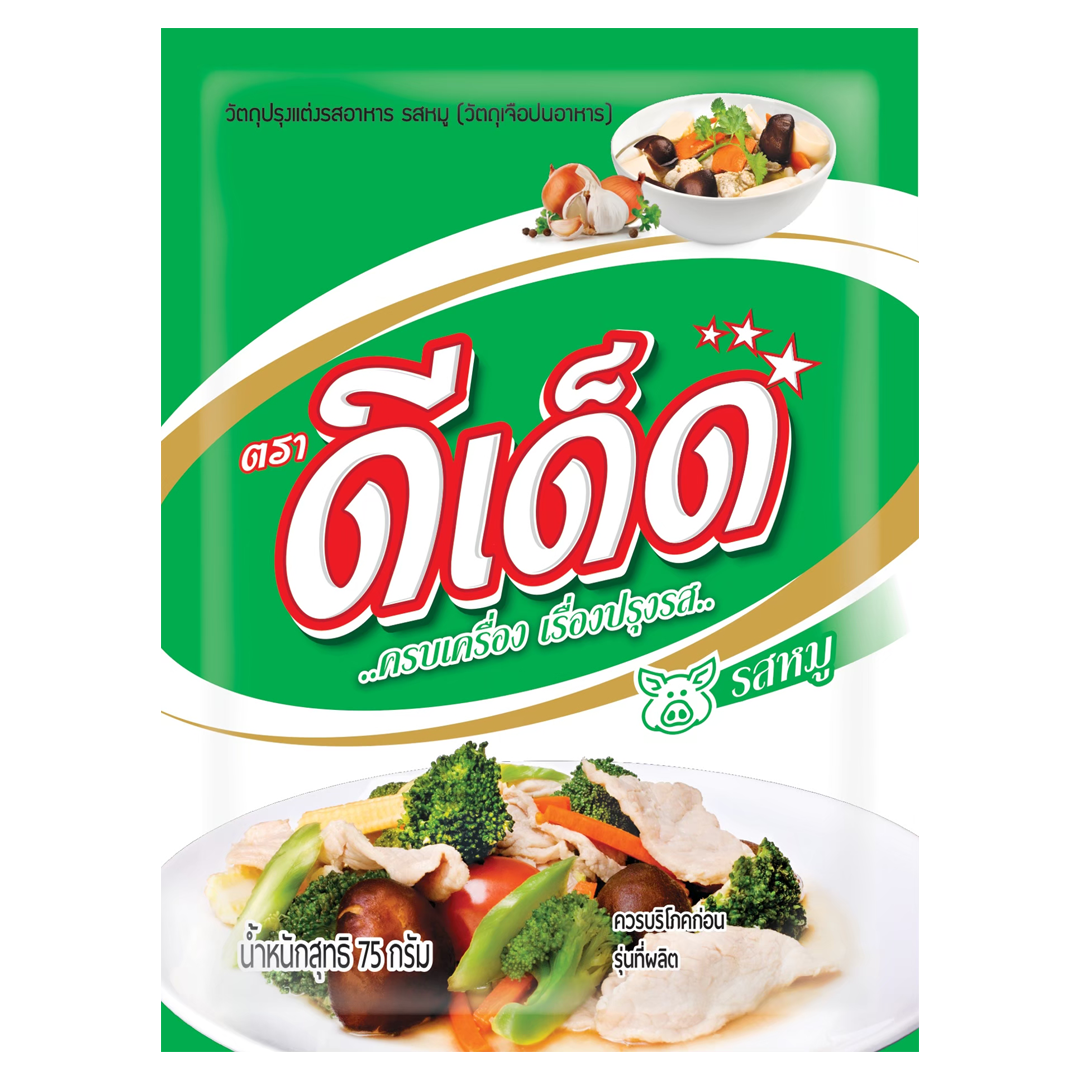 วัตถุปรุงแต่งรสอาหาร รสหมู (วัตถุเจือปนอาหาร)
ตรา ดีเด็ด
..ครบเครื่อง เรื่องปรุงรส..
รสหมู
น้ำหนักสุทธิ 75 กรัม
ควรบริโภคก่อน
รุ่นที่ผลิต